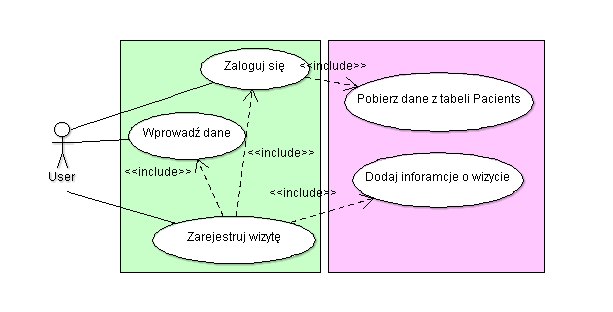 Zaloguj się
<<include>>
Pobierz dane z tabeli Pacients
Wprowadź dane
<<include>>
<<include>>
User
Dodaj inforamcje o wizycie
<<include>>
Zarejestruj wizytę